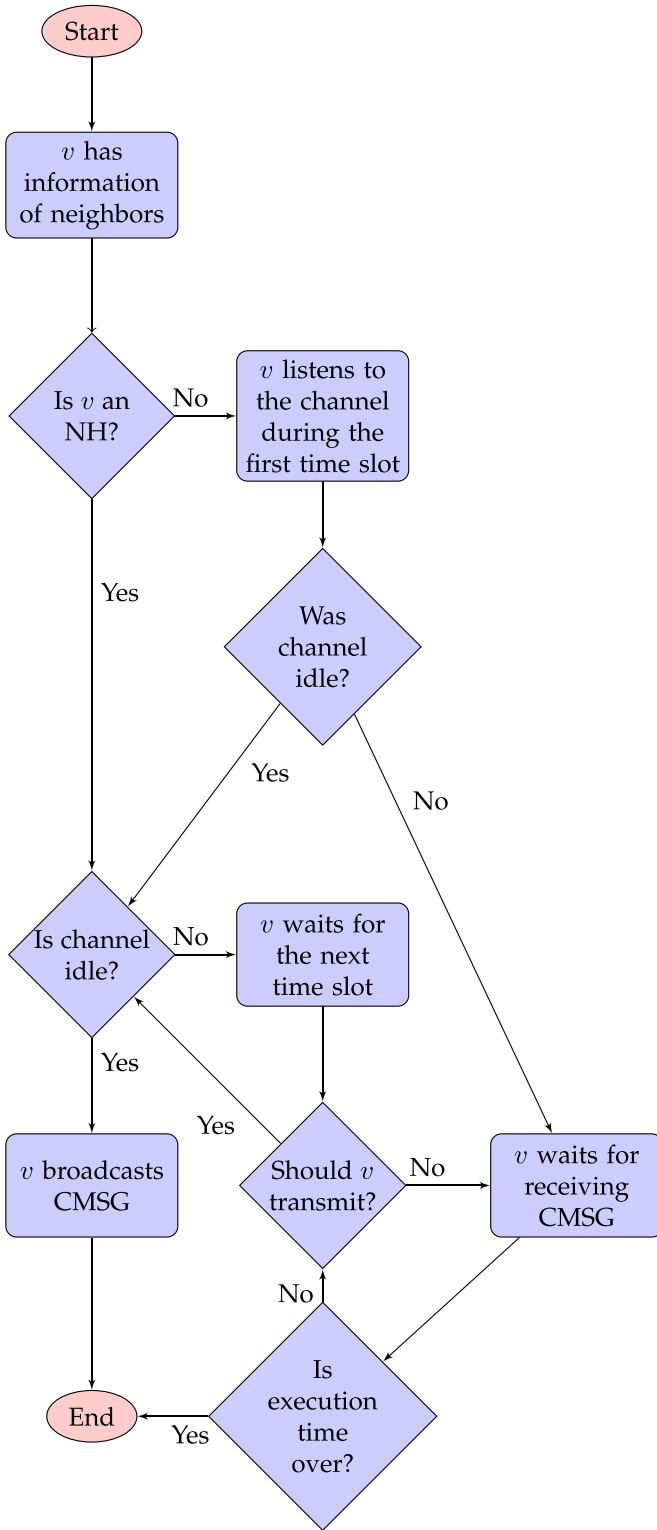 Start
v has
information
of neighbors
Is v an
NH?
No
v listens to
the channel
during the
first time slot
Yes
Was
channel
idle?
Yes
No
Is channel
idle?
No
v waits for
the next
time slot
Yes
Yes
v broadcasts
CMSG
Should v
transmit?
No
v waits for
receiving
CMSG
No
Is
execution
time
over?
Yes
End